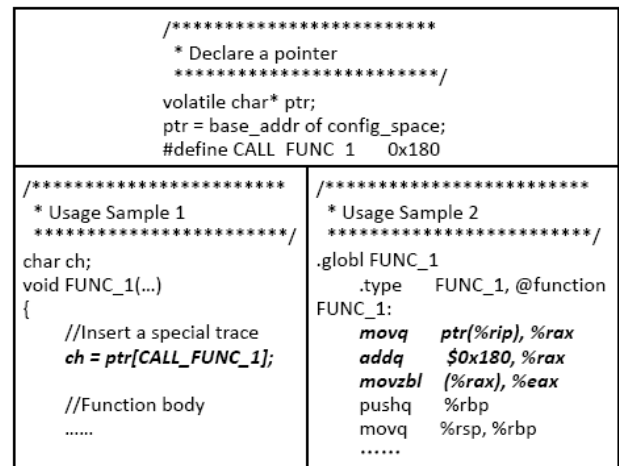 /*************************
* Declare a pointer
*************************/
volatile char* ptr;
ptr = base_addr of config_space;
#define CALL_FUNC_1 0x180
/************************
* Usage Sample 1
************************/
char ch;
void FUNC_1(…)
{
//Insert a special trace
ch = ptr[CALL_FUNC_1];
//Function body
……
/*************************
* Usage Sample 2
*************************/
.globl FUNC_1
.type FUNC_1, @function
FUNC_1:
movq ptr(%rip), %rax
addq $0x180, %rax
movzbl (%rax), %eax
pushq %rbp
movq %rsp, %rbp
……